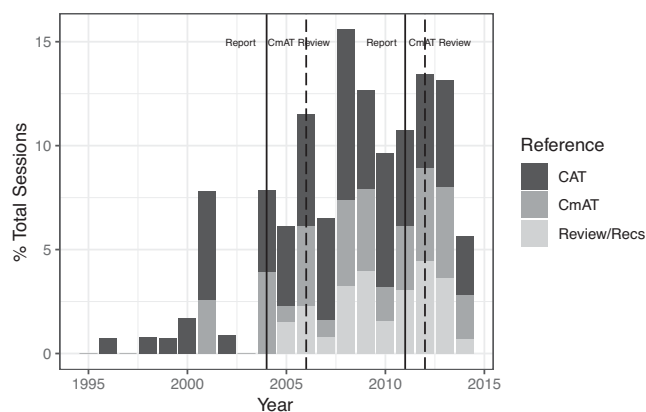 15
Report CmAT Review Report CmAT Review
10
5
0
% Total Sessions
1995 2000 2005 2010 2015
Year
Reference
CAT
CmAT
Review/Recs